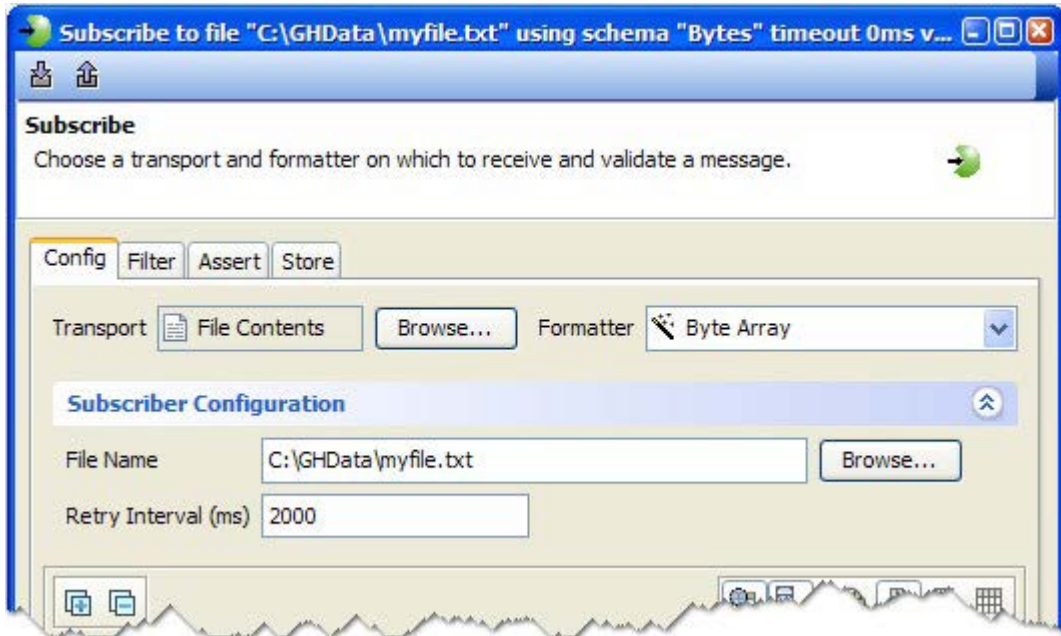 Subscribe to file "C:\GHData\myfile.txt" using schema "Bytes" timeout 0ms v...
Subscribe
Choose a transport and formatter on which to receive and validate a message.
Config Filter Assert Store
Transport File Contents Browse... Formatter Byte Array
Subscriber Configuration
File Name C:\GHData\myfile.txt Browse...
Retry Interval (ms) 2000